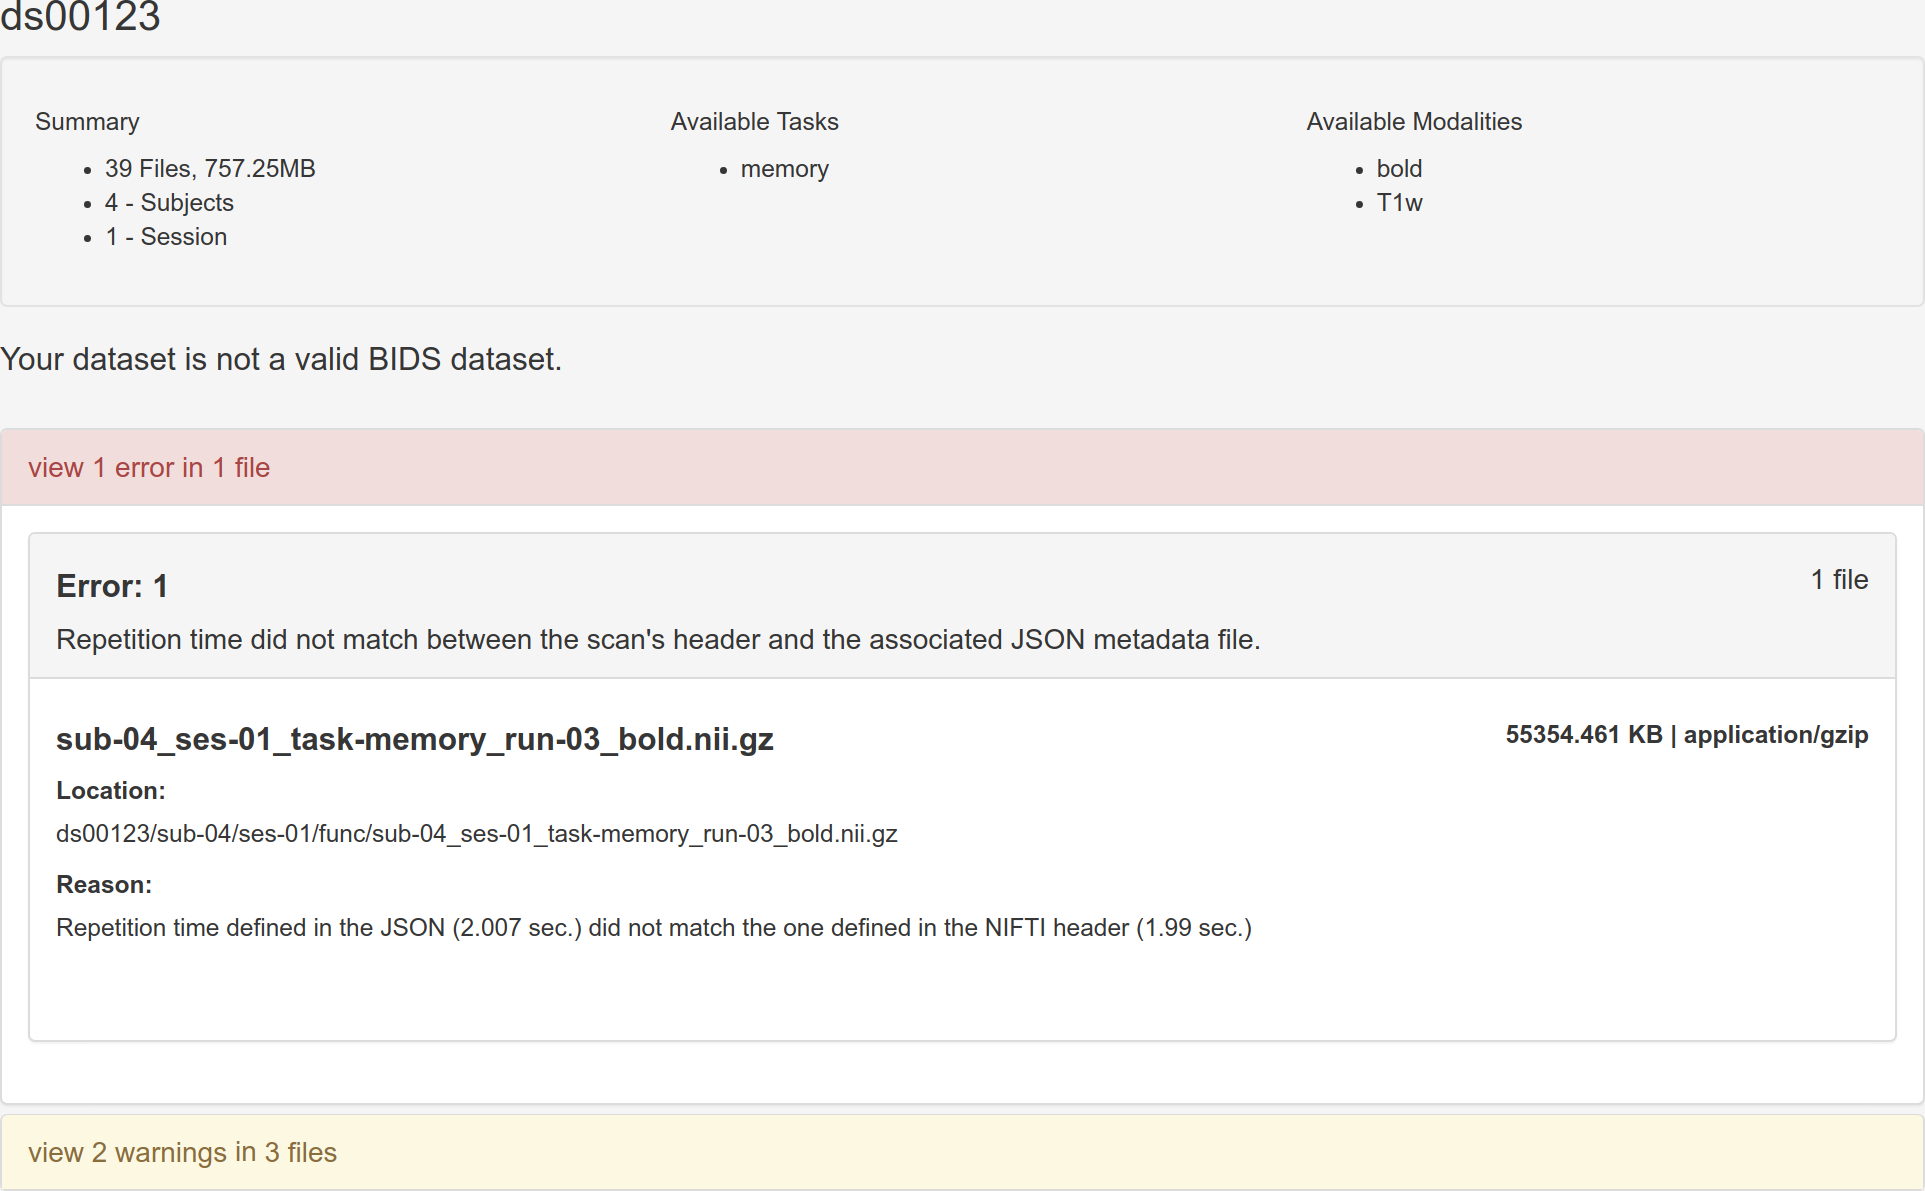 ds00123
Summary
39 Files, 757.25MB
4 - Subjects
1 - Session
Available Tasks
memory
Available Modalities
bold
T1w
Your dataset is not a valid BIDS dataset.
view 1 error in 1 file
Error: 1
1 file
Repetition time did not match between the scan's header and the associated JSON metadata file.
sub-04_ses-01_task-memory_run-03_bold.nii.gz
55354.461 KB | application/gzip
Location:
ds00123/sub-04/ses-01/func/sub-04_ses-01_task-memory_run-03_bold.nii.gz
Reason:
Repetition time defined in the JSON (2.007 sec.) did not match the one defined in the NIFTI header (1.99 sec.)
view 2 warnings in 3 files